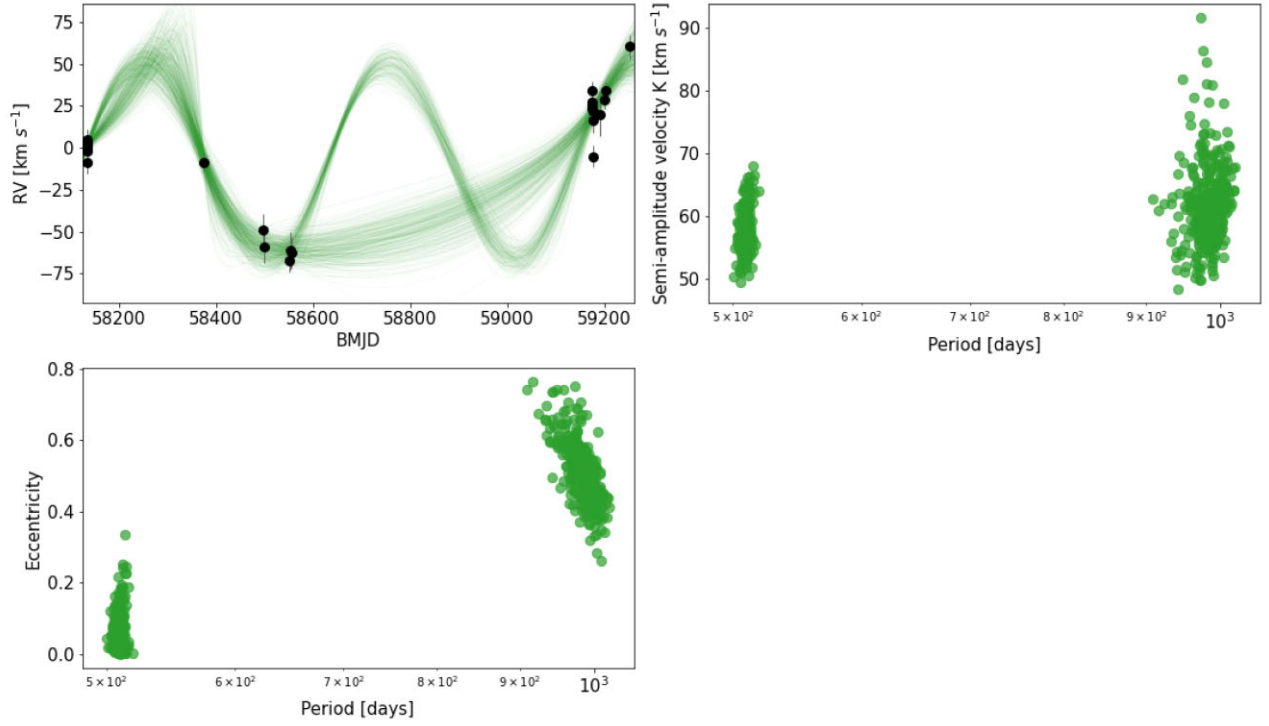 75
50
25
0
−25
−50
−75
RV [km s⁻¹]
58200 58400 58600 58800 59000 59200
BMJD
90
80
70
60
50
Semi-amplitude velocity K [km s⁻¹]
5 × 10² 6 × 10² 7 × 10² 8 × 10² 9 × 10² 10³
Period [days]
0.8
0.6
0.4
0.2
0.0
Eccentricity
5 × 10² 6 × 10² 7 × 10² 8 × 10² 9 × 10² 10³
Period [days]